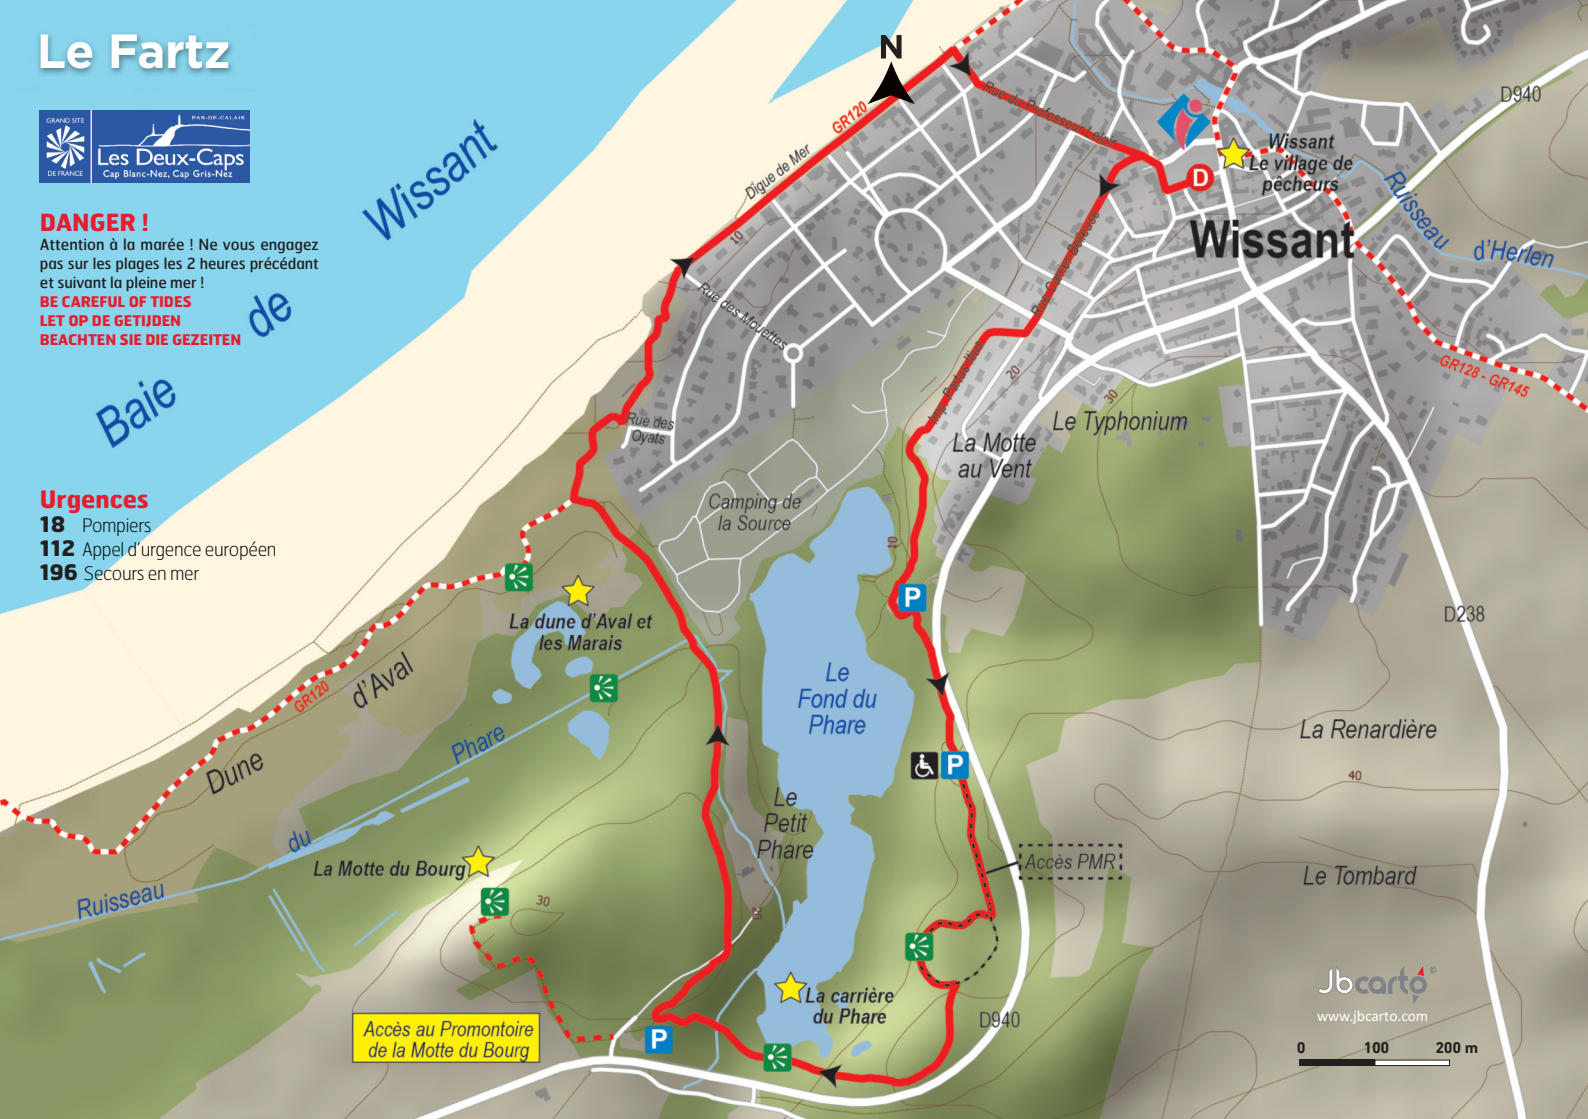 Le Fartz
GRAND SITE
DE FRANCE
PAS-DE-CALAIS
Les Deux-Caps
Cap Blanc-Nez, Cap Gris-Nez
DANGER !
Attention à la marée ! Ne vous engagez
pas sur les plages les 2 heures précédant
et suivant la pleine mer !
BE CAREFUL OF TIDES
LET OP DE GETIJDEN
BEACHTEN SIE DIE GEZEITEN
Urgences
18 Pompiers
112 Appel d'urgence européen
196 Secours en mer
Baie
de
Wissant
N
GR120
Digue de Mer
Rue du Professeur Leloir
D
Wissant
Le village de
pêcheurs
Wissant
D940
Ruisseau
d'Herlen
GR128 - GR145
10
Rue des Mouettes
Rue des
Oyats
Imp.
20
30
La Motte
au Vent
Le Typhonium
Camping de
la Source
10
P
D238
La dune d'Aval et
les Marais
Le
Fond du
Phare
GR120
Dune
d'Aval
Ruisseau
du
Phare
La Renardière
40
P
Le
Petit
Phare
Accès PMR
La Motte du Bourg
30
20
Le Tombard
La carrière
du Phare
D940
P
Accès au Promontoire
de la Motte du Bourg
Jbcarto©
www.jbcarto.com
0 100 200 m